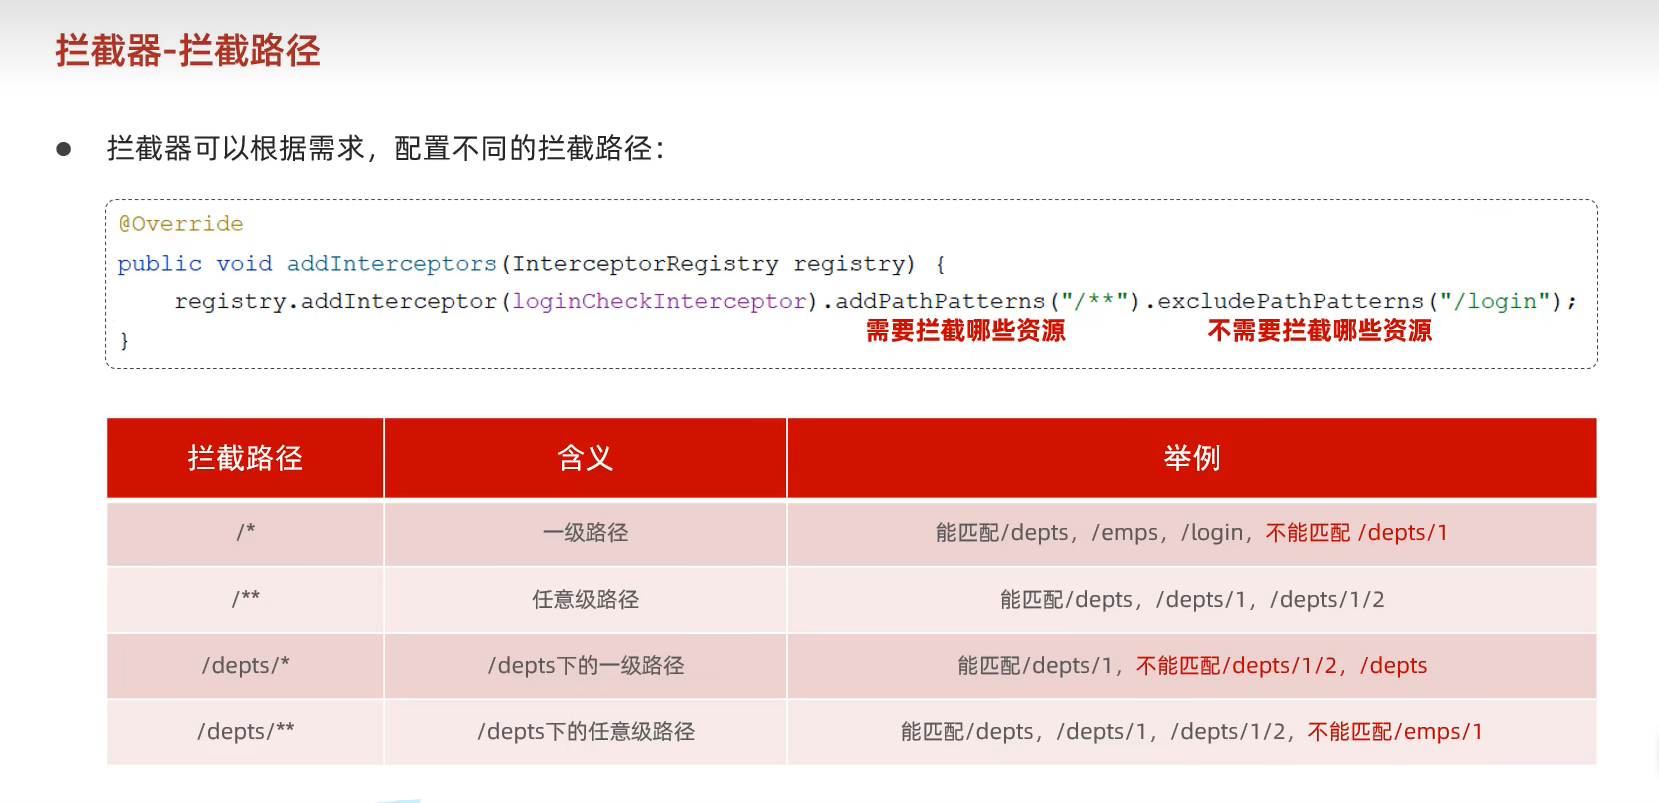 拦截器-拦截路径
● 拦截器可以根据需求，配置不同的拦截路径：
@Override
public void addInterceptors(InterceptorRegistry registry) {
registry.addInterceptor(loginCheckInterceptor).addPathPatterns("/**").excludePathPatterns("/login");
需要拦截哪些资源 不需要拦截哪些资源
}
拦截路径 含义 举例
/* 一级路径 能匹配/depts，/emps，/login，不能匹配 /depts/1
/** 任意级路径 能匹配/depts，/depts/1，/depts/1/2
/depts/* /depts下的一级路径 能匹配/depts/1，不能匹配/depts/1/2，/depts
/depts/** /depts下的任意级路径 能匹配/depts，/depts/1，/depts/1/2，不能匹配/emps/1